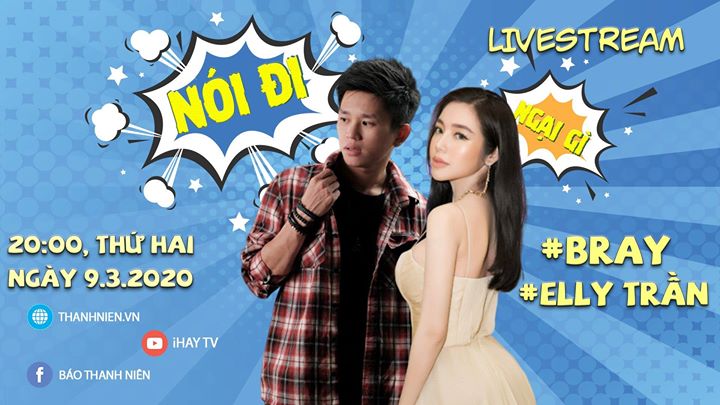 LIVESTREAM
NÓI ĐI
NGẠI GÌ
20:00, THỨ HAI
NGÀY 9.3.2020
#BRAY
#ELLY TRẦN
THANHNIEN.VN
iHAY TV
f BÁO THANH NIÊN